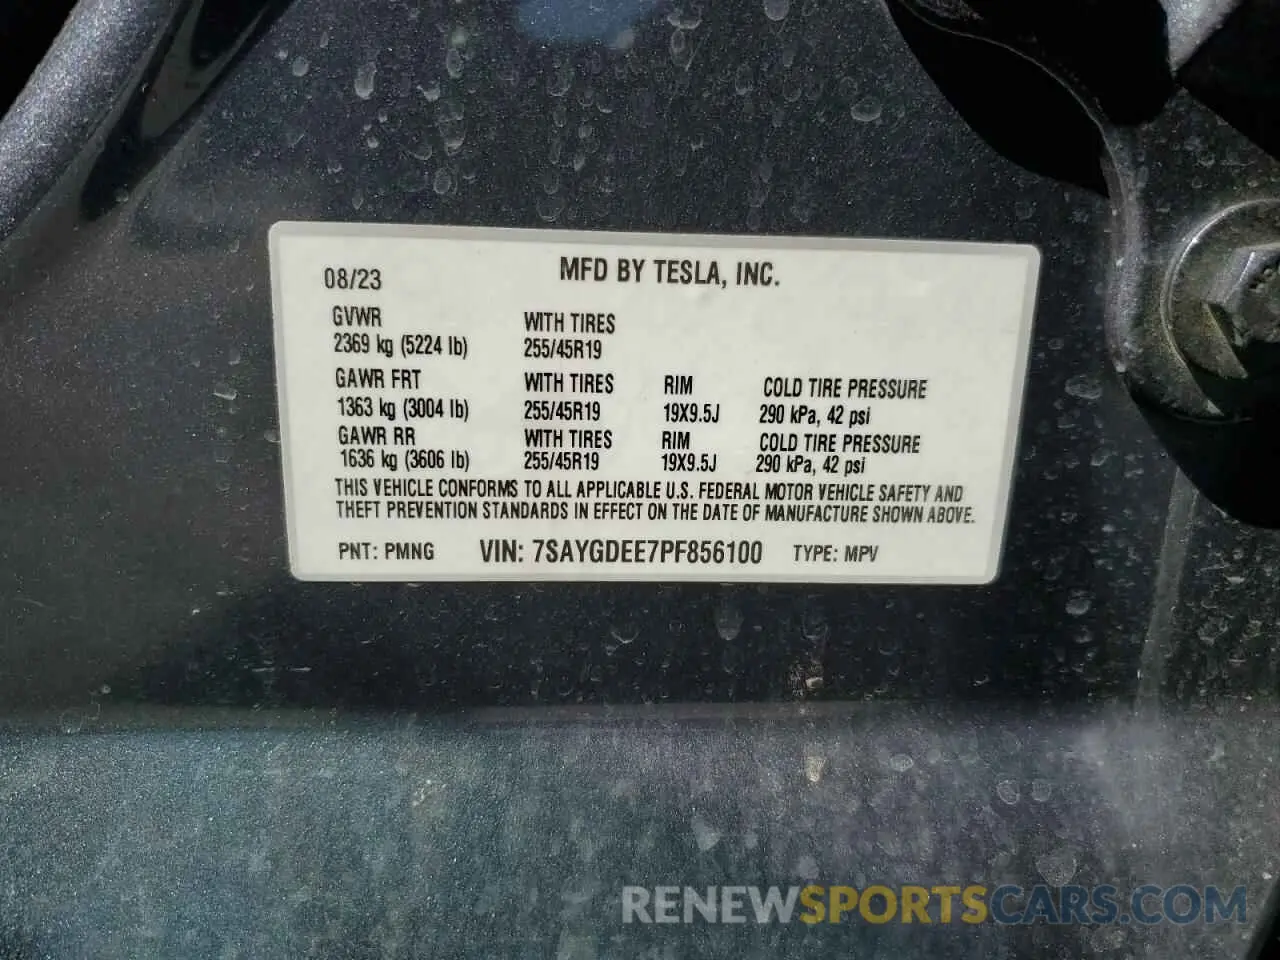 MFD BY TESLA, INC.
08/23
GVWR WITH TIRES
2369 kg (5224 lb) 255/45R19
GAWR FRT WITH TIRES RIM COLD TIRE PRESSURE
1363 kg (3004 lb) 255/45R19 19X9.5J 290 kPa, 42 psi
GAWR RR WITH TIRES RIM COLD TIRE PRESSURE
1636 kg (3606 lb) 255/45R19 19X9.5J 290 kPa, 42 psi
THIS VEHICLE CONFORMS TO ALL APPLICABLE U.S. FEDERAL MOTOR VEHICLE SAFETY AND
THEFT PREVENTION STANDARDS IN EFFECT ON THE DATE OF MANUFACTURE SHOWN ABOVE.
PNT: PMNG VIN: 7SAYGDEE7PF856100 TYPE: MPV
RENEWSPORTSCARS.COM